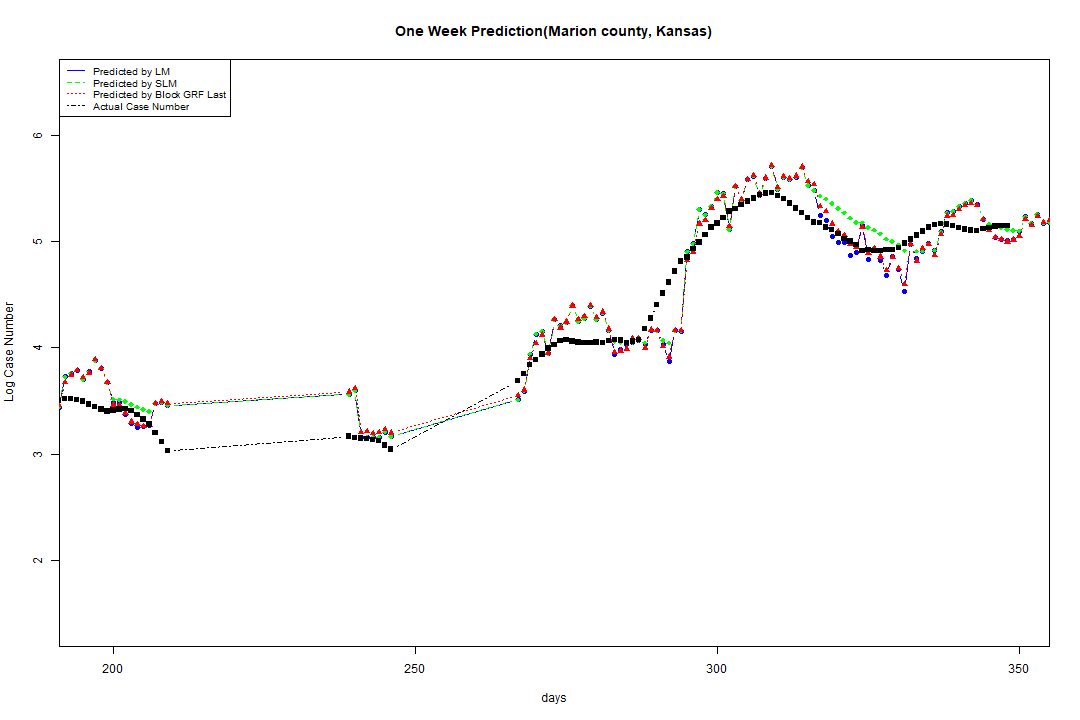 One Week Prediction(Marion county, Kansas)
Predicted by LM
Predicted by SLM
Predicted by Block GRF Last
Actual Case Number
6
5
4
3
2
Log Case Number
200
250
300
350
days